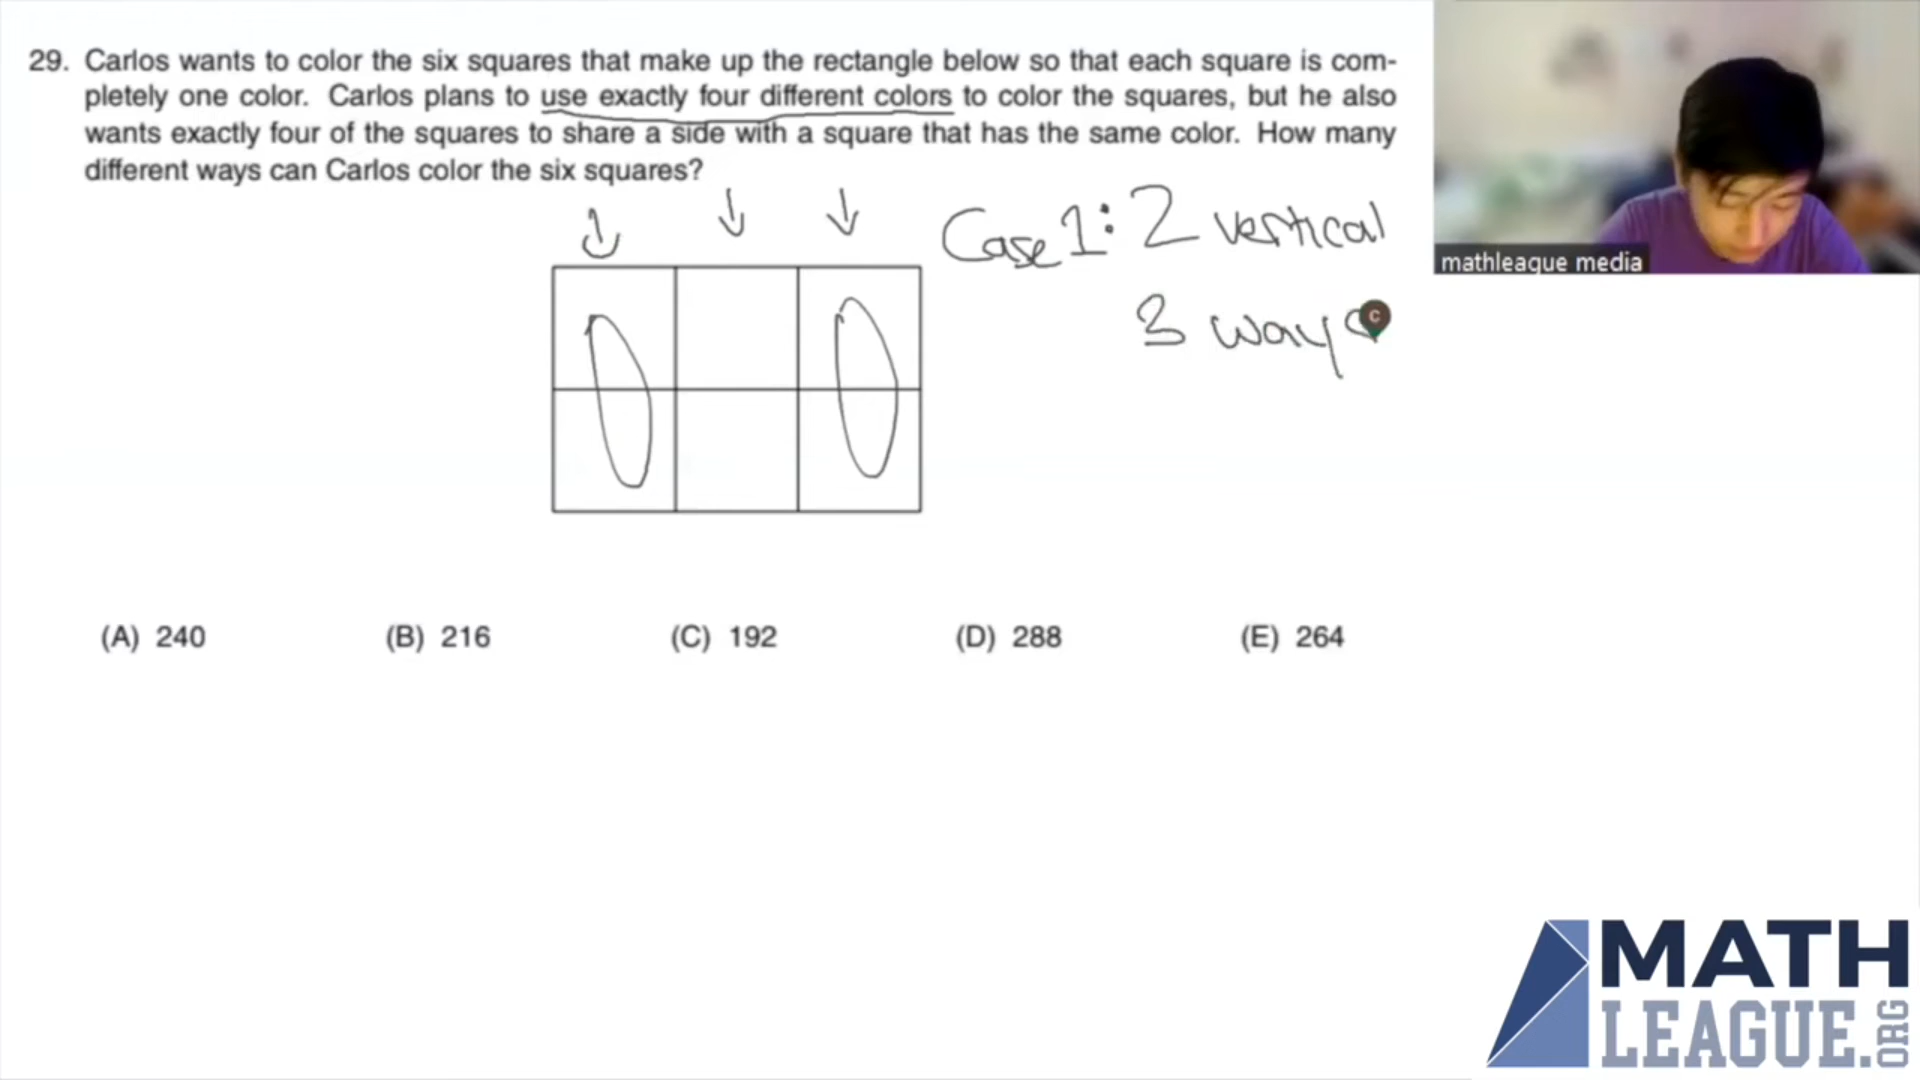 29. Carlos wants to color the six squares that make up the rectangle below so that each square is com-
pletely one color. Carlos plans to use exactly four different colors to color the squares, but he also
wants exactly four of the squares to share a side with a square that has the same color. How many
different ways can Carlos color the six squares?
Case 1: 2 vertical
3 ways
C
mathleague media
(A) 240 (B) 216 (C) 192 (D) 288 (E) 264
MATH
LEAGUE.ORG